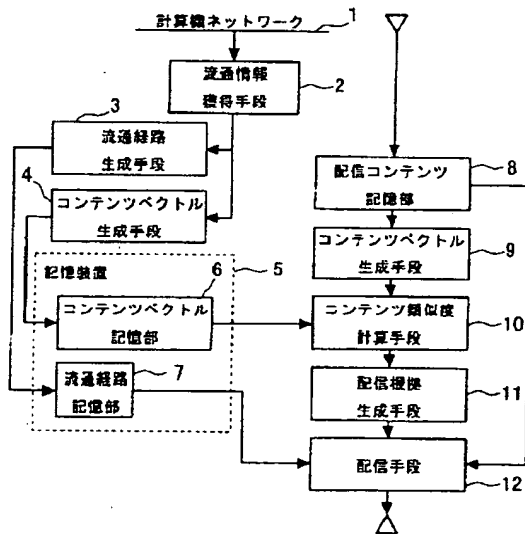 計算機ネットワーク
1
流通情報
獲得手段
2
3
流通経路
生成手段
4
コンテンツベクトル
生成手段
記憶装置
5
6
コンテンツベクトル
記憶部
流通経路
記憶部
7
配信コンテンツ
記憶部
8
コンテンツベクトル
生成手段
9
コンテンツ類似度
計算手段
10
配信根拠
生成手段
11
配信手段
12